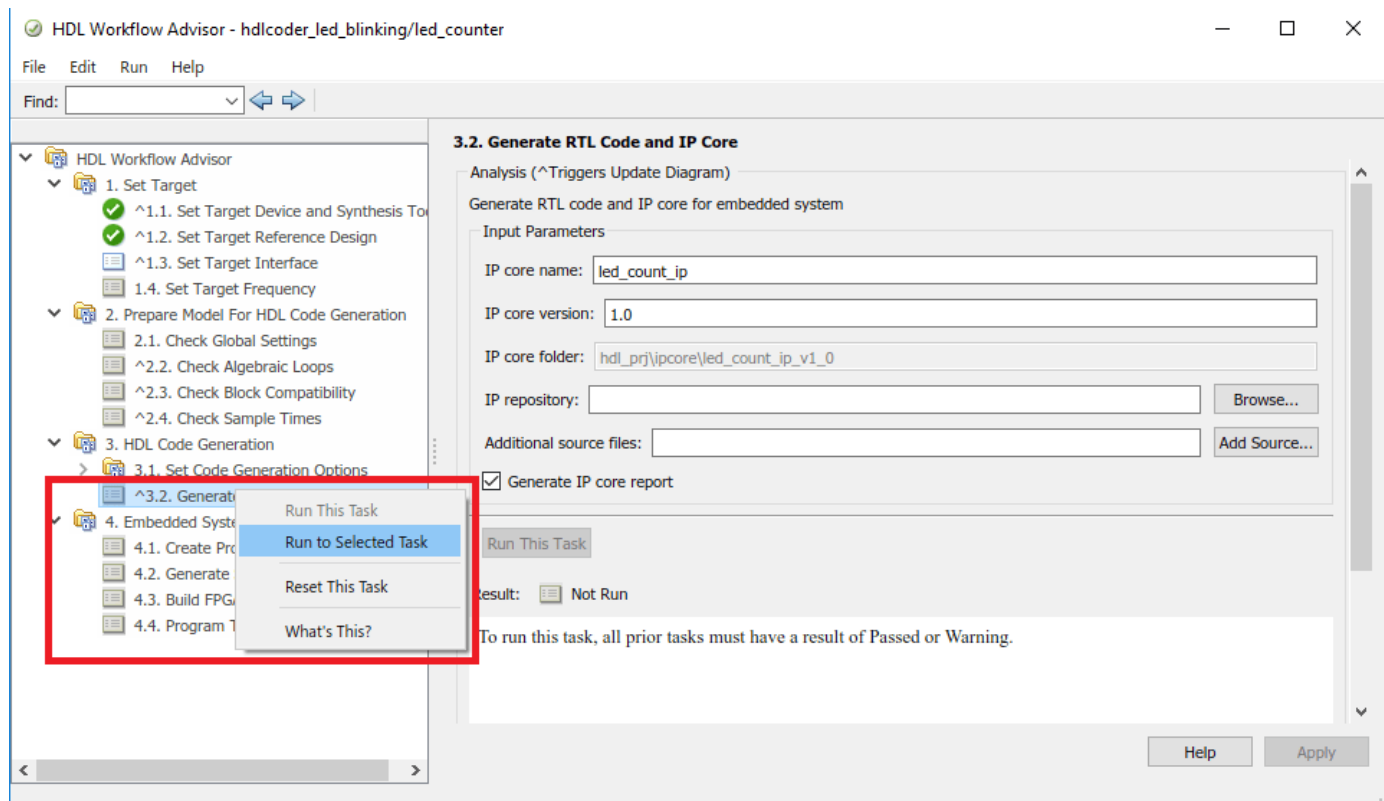 HDL Workflow Advisor - hdlcoder_led_blinking/led_counter
File Edit Run Help
Find:
HDL Workflow Advisor
1. Set Target
^1.1. Set Target Device and Synthesis To
^1.2. Set Target Reference Design
^1.3. Set Target Interface
1.4. Set Target Frequency
2. Prepare Model For HDL Code Generation
2.1. Check Global Settings
^2.2. Check Algebraic Loops
^2.3. Check Block Compatibility
^2.4. Check Sample Times
3. HDL Code Generation
3.1. Set Code Generation Options
^3.2. Generat
4. Embedded Syste
4.1. Create Pro
4.2. Generate
4.3. Build FPGA
4.4. Program T
Run This Task
Run to Selected Task
Reset This Task
What's This?
3.2. Generate RTL Code and IP Core
Analysis (^Triggers Update Diagram)
Generate RTL code and IP core for embedded system
Input Parameters
IP core name: led_count_ip
IP core version: 1.0
IP core folder: hdl_prj\ipcore\led_count_ip_v1_0
IP repository: Browse...
Additional source files: Add Source...
Generate IP core report
Run This Task
Result: Not Run
To run this task, all prior tasks must have a result of Passed or Warning.
Help Apply